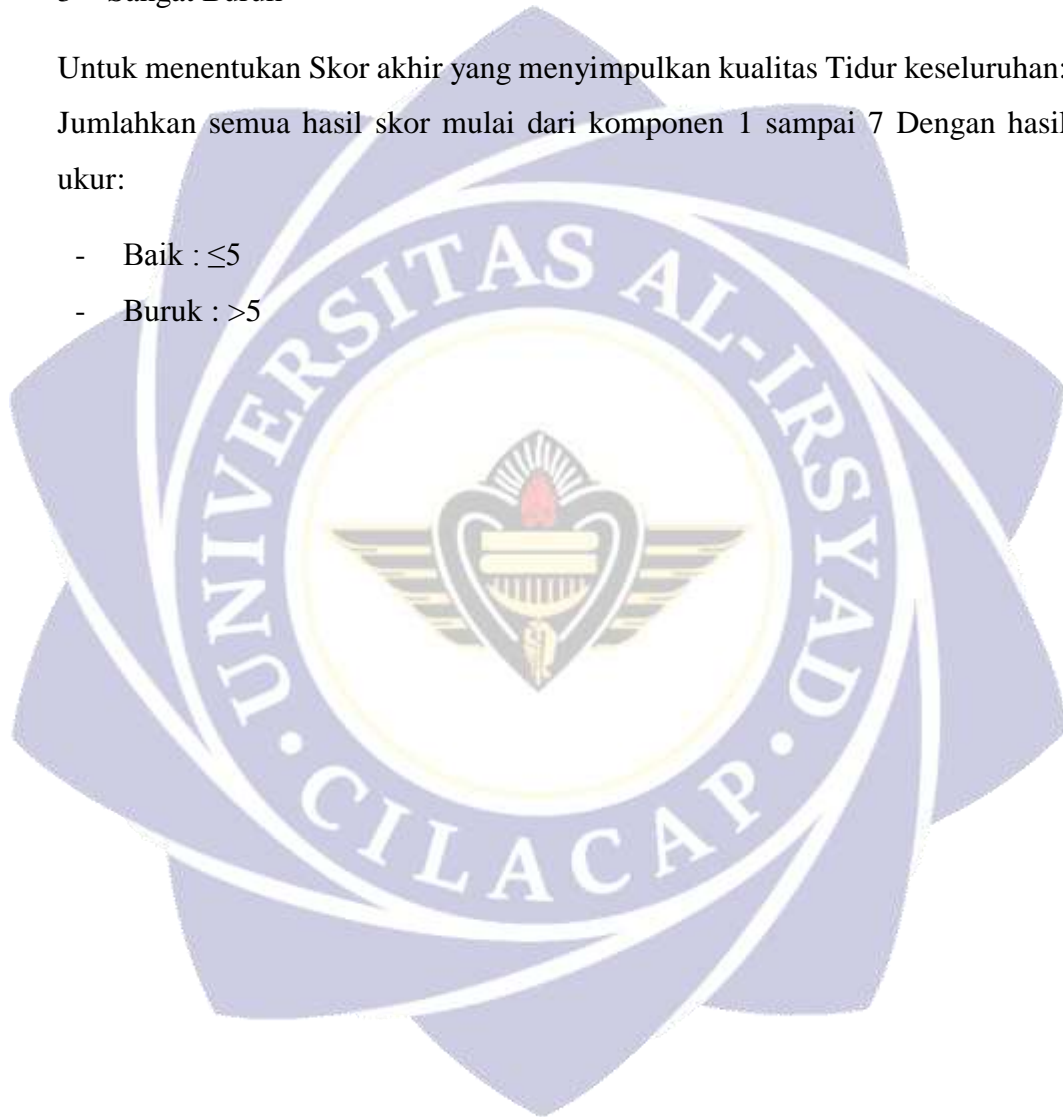 Untuk menentukan Skor akhir yang menyimpulkan kualitas Tidur keseluruhan:
Jumlahkan semua hasil skor mulai dari komponen 1 sampai 7 Dengan hasil
ukur:
- Baik : ≤5
- Buruk : >5
UNIVERSITAS AL-IRSYAD
• CILACAP •